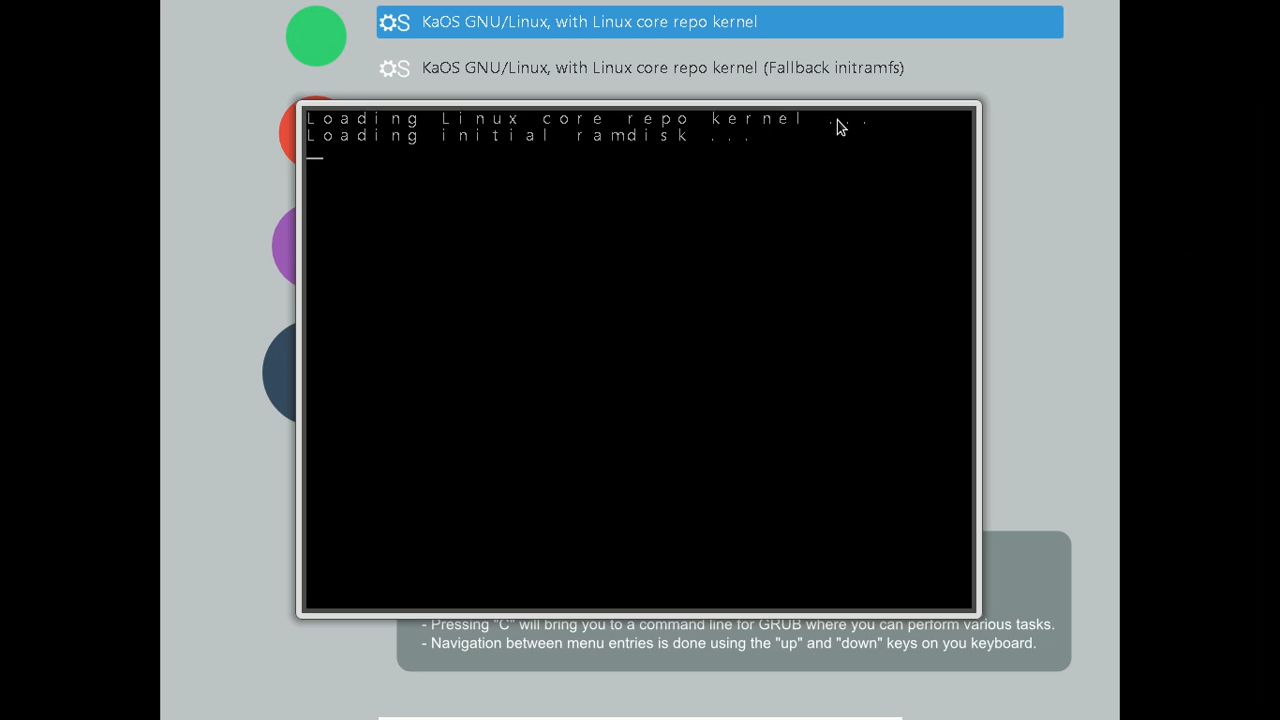 KaOS GNU/Linux, with Linux core repo kernel
KaOS GNU/Linux, with Linux core repo kernel (Fallback initramfs)
Loading Linux core repo kernel ...
Loading initial ramdisk ...
- Pressing "C" will bring you to a command line for GRUB where you can perform various tasks.
- Navigation between menu entries is done using the "up" and "down" keys on you keyboard.